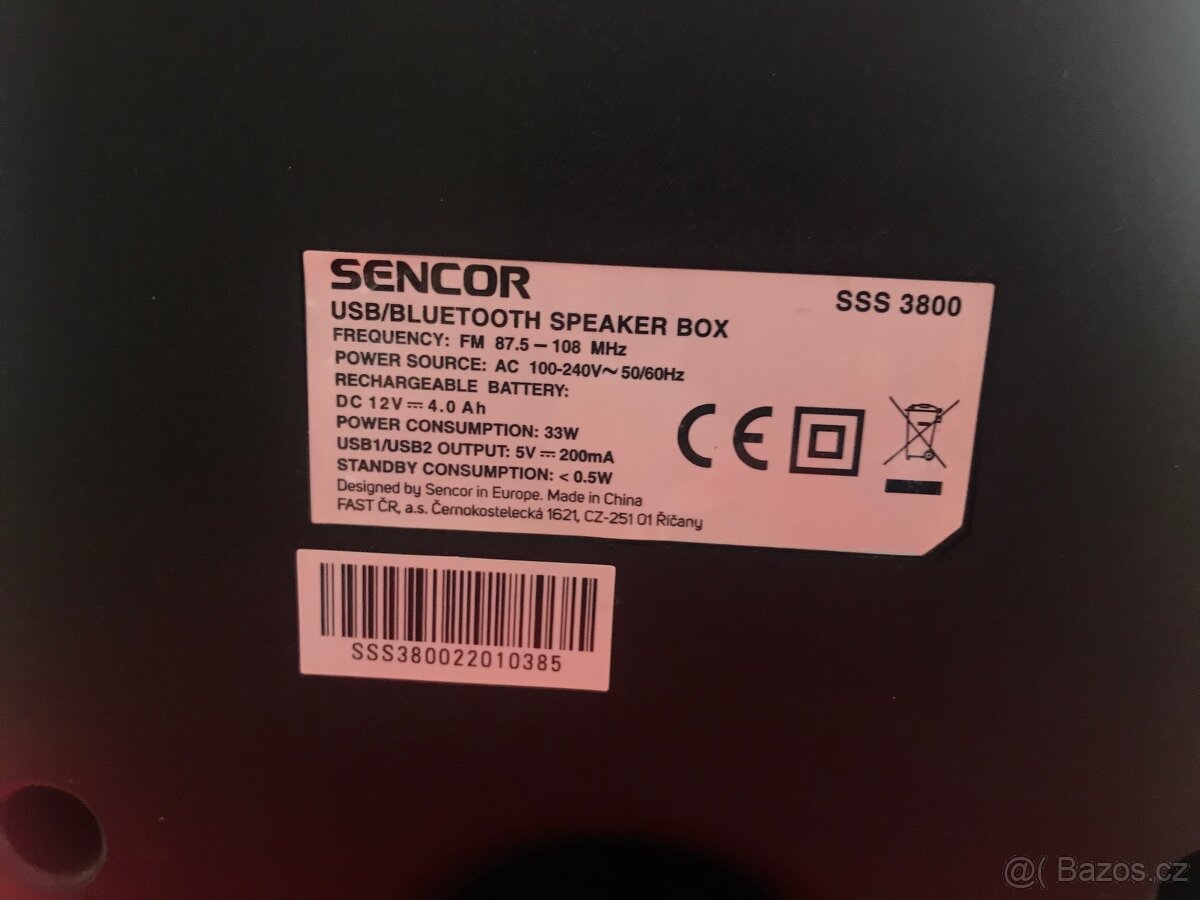 SENCOR
SSS 3800
USB/BLUETOOTH SPEAKER BOX
FREQUENCY: FM 87.5 – 108 MHz
POWER SOURCE: AC 100-240V~ 50/60Hz
RECHARGEABLE BATTERY:
DC 12V ⎓ 4.0 Ah
POWER CONSUMPTION: 33W
USB1/USB2 OUTPUT: 5V ⎓ 200mA
STANDBY CONSUMPTION: < 0.5W
Designed by Sencor in Europe. Made in China
FAST ČR, a.s. Černokostelecká 1621, CZ-251 01 Říčany
CE
SSS380022010385
@( Bazos.cz